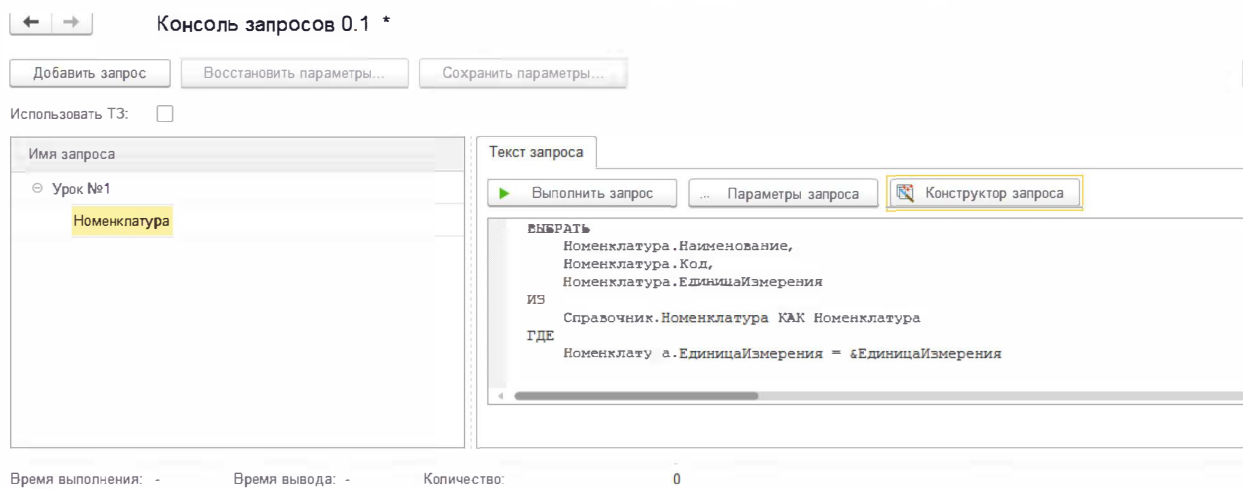 Консоль запросов 0.1 *
Добавить запрос Восстановить параметры... Сохранить параметры...
Использовать ТЗ:
Имя запроса
Урок №1
Номенклатура
Текст запроса
Выполнить запрос ... Параметры запроса Конструктор запроса
ВЫБРАТЬ
Номенклатура.Наименование,
Номенклатура.Код,
Номенклатура.ЕдиницаИзмерения
ИЗ
Справочник.Номенклатура КАК Номенклатура
ГДЕ
Номенклату а.ЕдиницаИзмерения = &ЕдиницаИзмерения
Время выполнения: - Время вывода: - Количество: 0